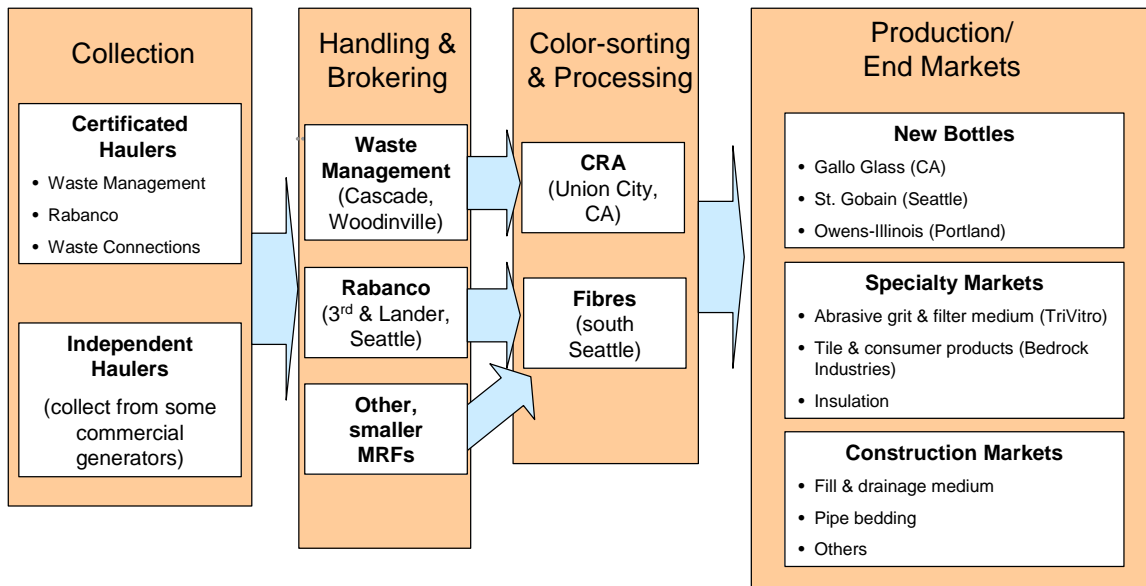 Collection
Certificated
Haulers
• Waste Management
• Rabanco
• Waste Connections
Independent
Haulers
(collect from some
commercial
generators)
Handling &
Brokering
Waste
Management
(Cascade,
Woodinville)
Rabanco
(3rd & Lander,
Seattle)
Other,
smaller
MRFs
Color-sorting
& Processing
CRA
(Union City,
CA)
Fibres
(south
Seattle)
Production/
End Markets
New Bottles
• Gallo Glass (CA)
• St. Gobain (Seattle)
• Owens-Illinois (Portland)
Specialty Markets
• Abrasive grit & filter medium (TriVitro)
• Tile & consumer products (Bedrock
Industries)
• Insulation
Construction Markets
• Fill & drainage medium
• Pipe bedding
• Others